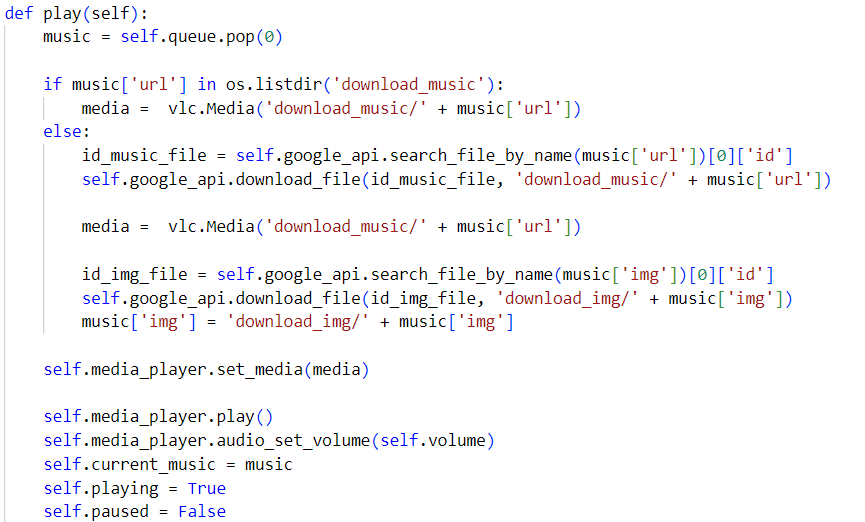 def play(self):
    music = self.queue.pop(0)

    if music['url'] in os.listdir('download_music'):
        media =  vlc.Media('download_music/' + music['url'])
    else:
        id_music_file = self.google_api.search_file_by_name(music['url'])[0]['id']
        self.google_api.download_file(id_music_file, 'download_music/' + music['url'])

        media =  vlc.Media('download_music/' + music['url'])

        id_img_file = self.google_api.search_file_by_name(music['img'])[0]['id']
        self.google_api.download_file(id_img_file, 'download_img/' + music['img'])
        music['img'] = 'download_img/' + music['img']

    self.media_player.set_media(media)

    self.media_player.play()
    self.media_player.audio_set_volume(self.volume)
    self.current_music = music
    self.playing = True
    self.paused = False